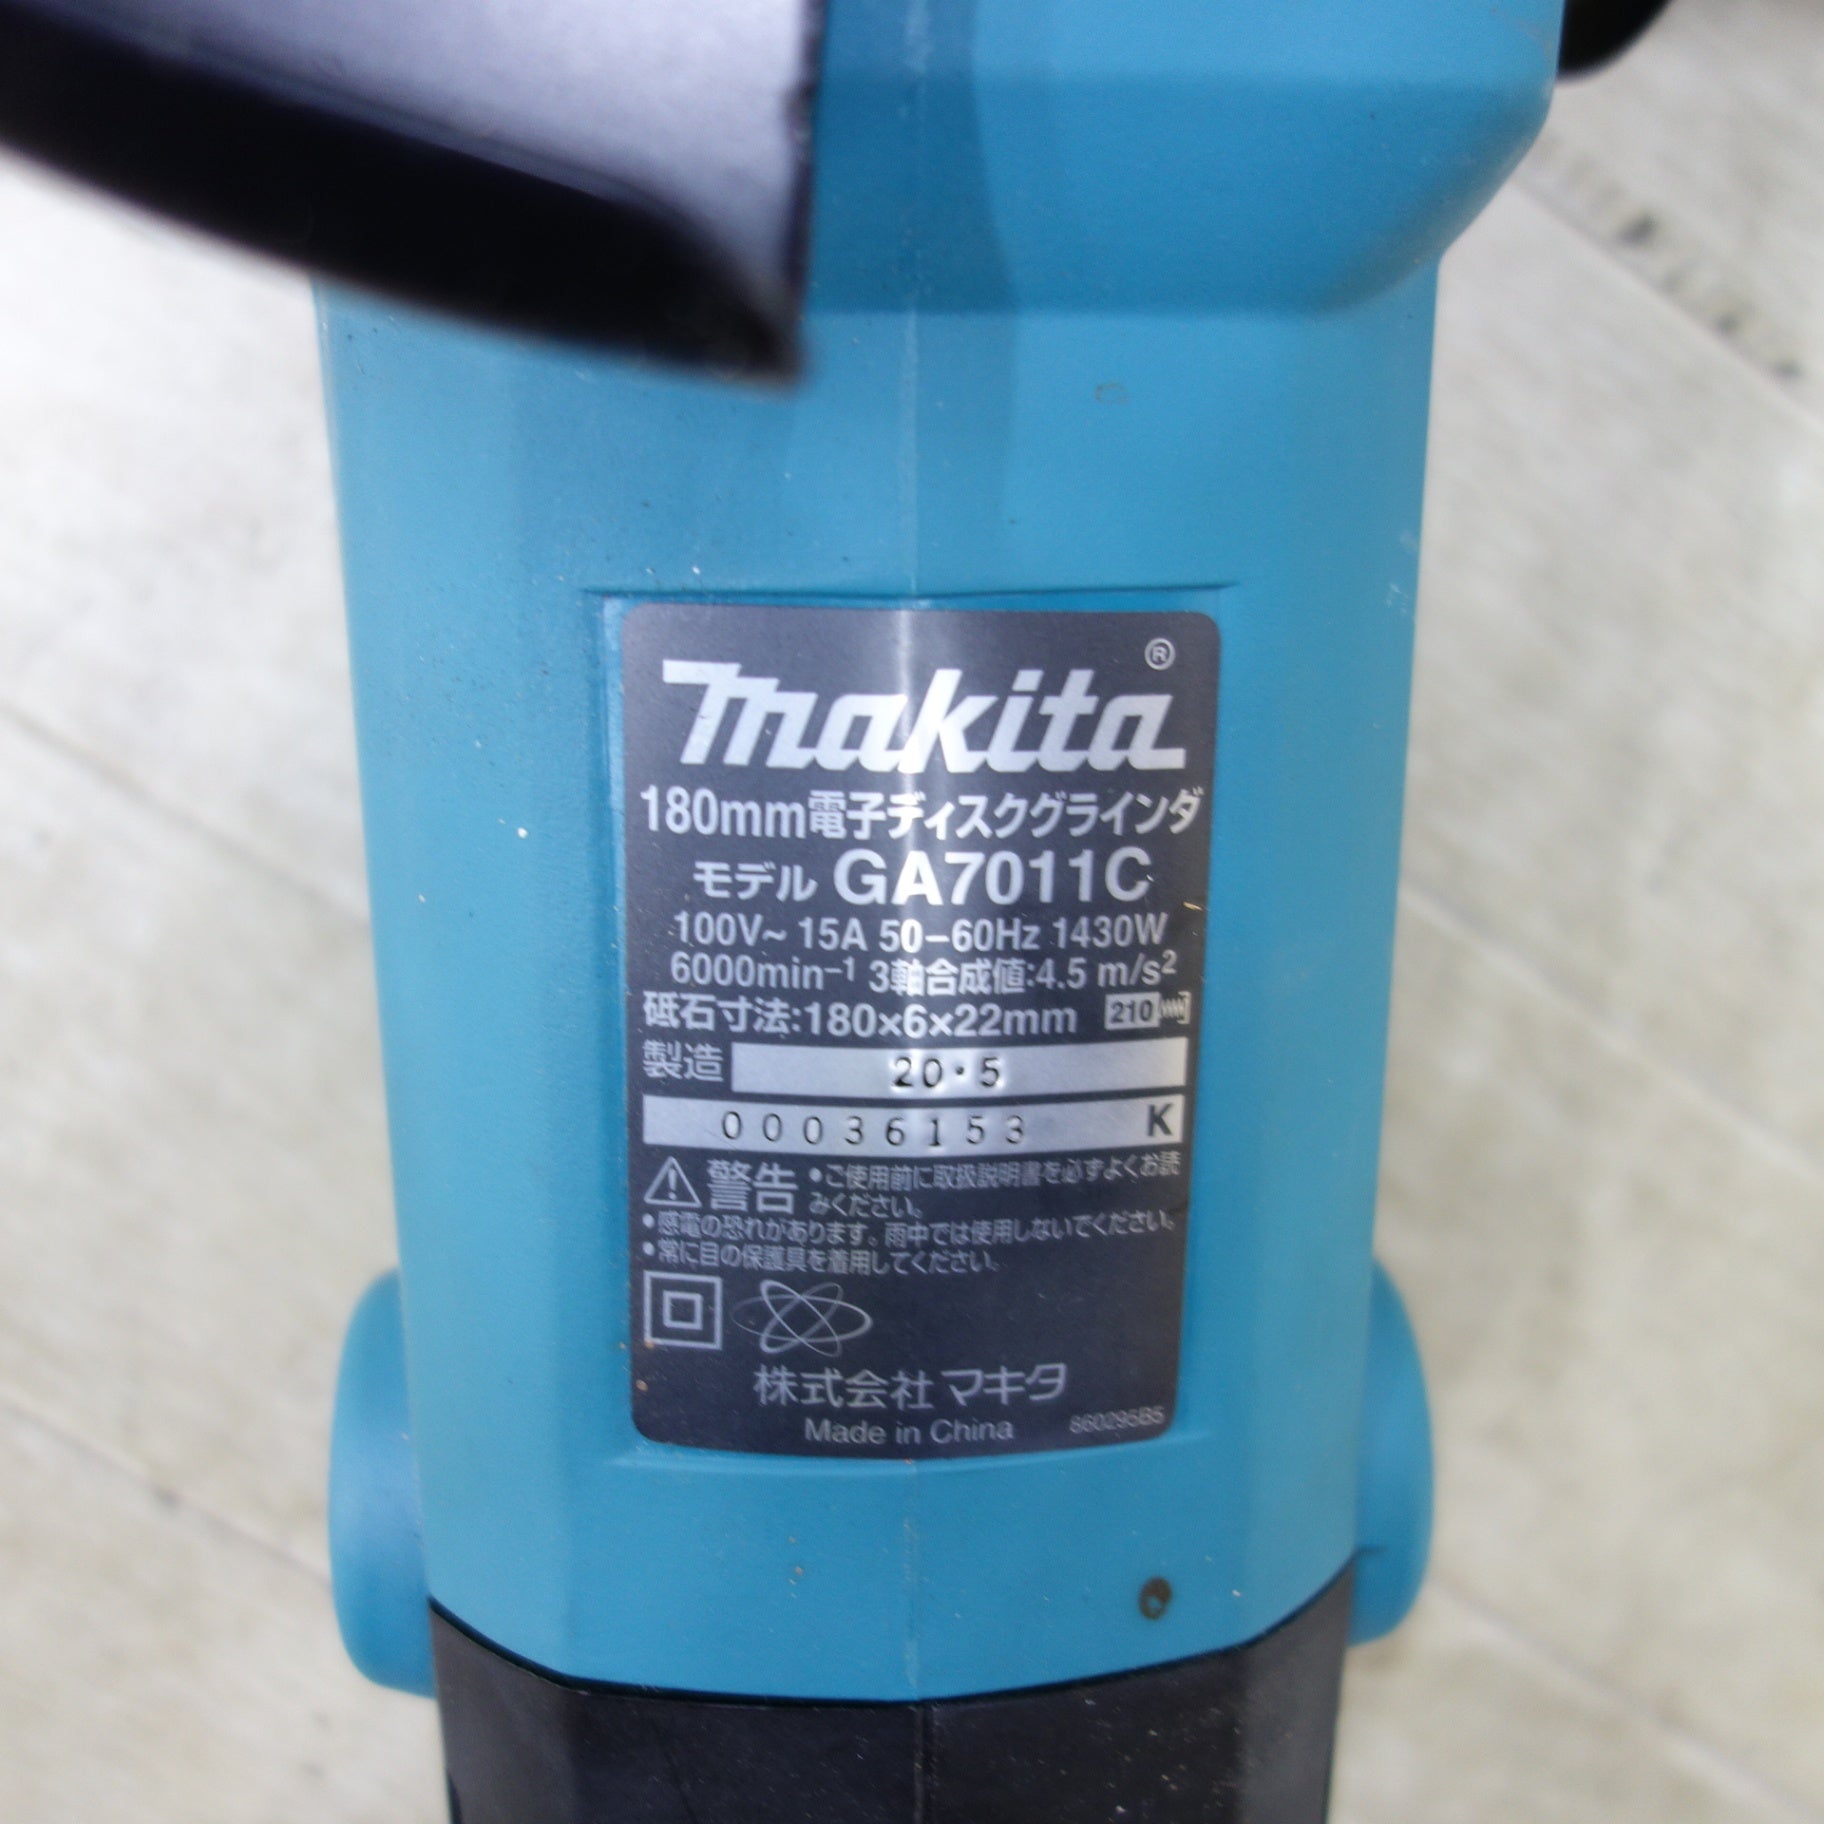 makita®
180mm電子ディスクグラインダ
モデル GA7011C
100V~ 15A 50-60Hz 1430W
6000min⁻¹ 3軸合成値:4.5 m/s²
砥石寸法:180×6×22mm 210
製造 20・5
00036153 K
警告 •ご使用前に取扱説明書を必ずよくお読
みください。
•感電の恐れがあります。雨中では使用しないでください。
•常に目の保護具を着用してください。
株式会社マキタ
Made in China 860295B5